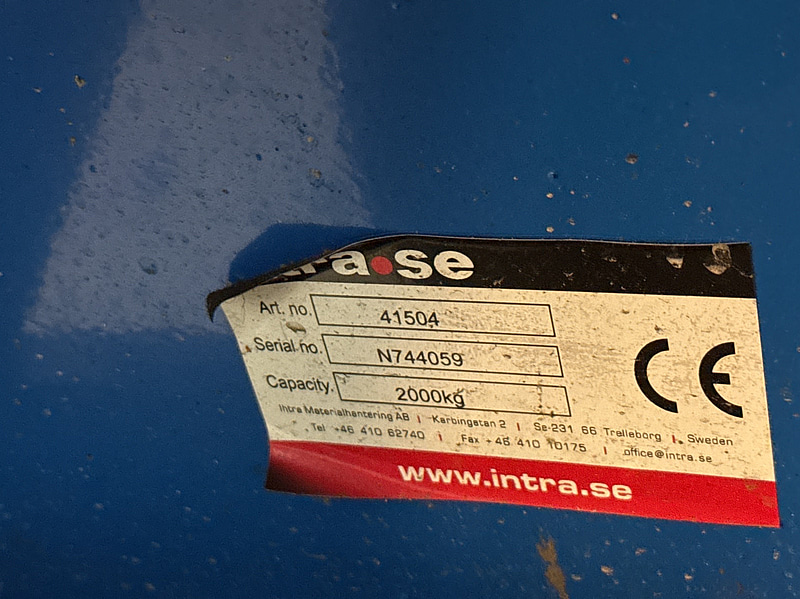 intra.se
Art. no. 41504
Serial no. N744059
Capacity. 2000kg
Intra Materialhantering AB | Karbingatan 2 | Se-231 66 Trelleborg | Sweden
Tel +46 410 62740 | Fax +46 410 10175 | office@intra.se
www.intra.se
CE